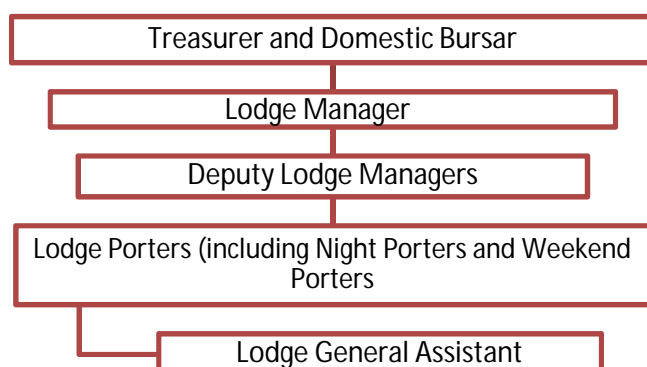 Treasurer and Domestic Bursar
Lodge Manager
Deputy Lodge Managers
Lodge Porters (including Night Porters and Weekend
Porters
Lodge General Assistant